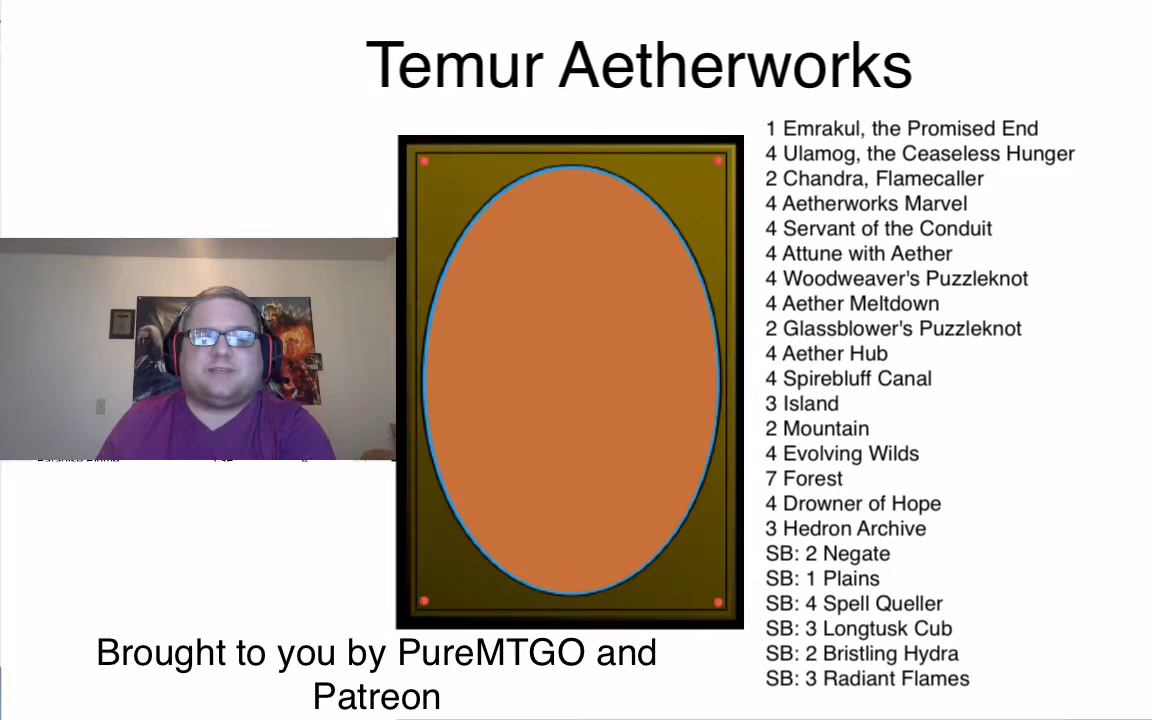 Temur Aetherworks
1 Emrakul, the Promised End
4 Ulamog, the Ceaseless Hunger
2 Chandra, Flamecaller
4 Aetherworks Marvel
4 Servant of the Conduit
4 Attune with Aether
4 Woodweaver's Puzzleknot
4 Aether Meltdown
2 Glassblower's Puzzleknot
4 Aether Hub
4 Spirebluff Canal
3 Island
2 Mountain
4 Evolving Wilds
7 Forest
4 Drowner of Hope
3 Hedron Archive
SB: 2 Negate
SB: 1 Plains
SB: 4 Spell Queller
SB: 3 Longtusk Cub
SB: 2 Bristling Hydra
SB: 3 Radiant Flames
Brought to you by PureMTGO and
Patreon